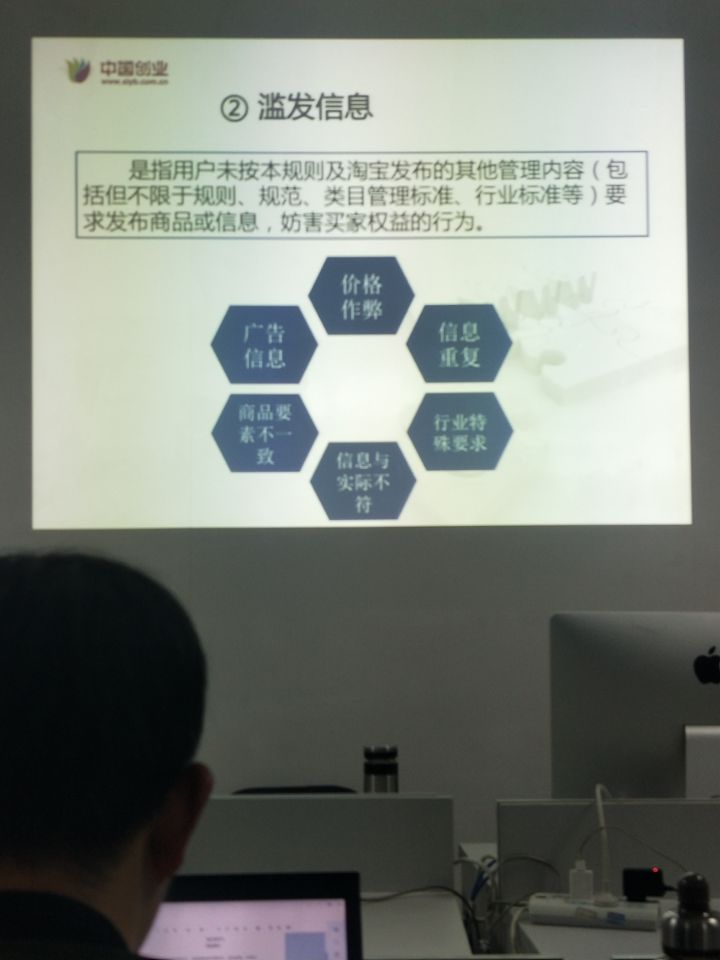 中国创业
www.siyb.com.cn
② 滥发信息
是指用户未按本规则及淘宝发布的其他管理内容（包
括但不限于规则、规范、类目管理标准、行业标准等）要
求发布商品或信息，妨害买家权益的行为。
价格
作弊
广告
信息
信息
重复
商品要
素不一
致
行业特
殊要求
信息与
实际不
符